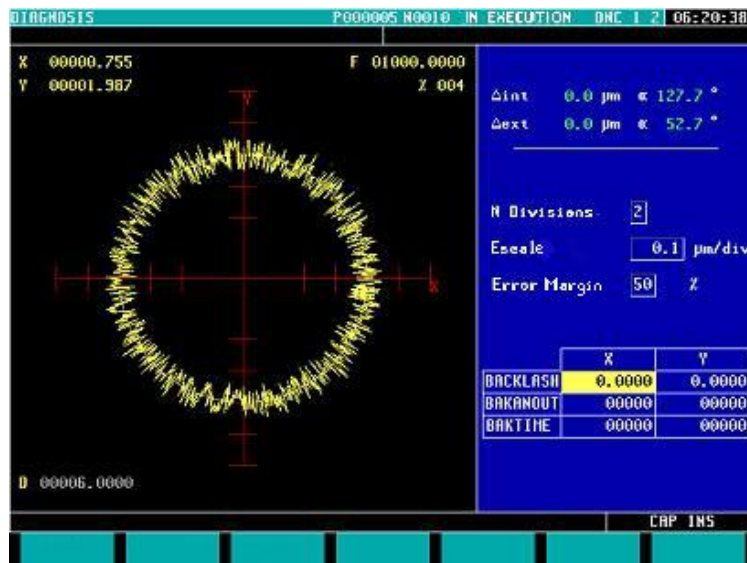 DIAGNOSIS P000005 N0010 IN EXECUTION DNC 1 2 06:20:38
X 00000.755 F 01000.0000
Y 00001.987 % 004
Y
Δint 0.0 µm ∝ 127.7 °
Δext 0.0 µm ∝ 52.7 °
N Divisions 2
Escale 0.1 µm/div
Error Margin 50 %
X
X Y
BACKLASH 0.0000 0.0000
BAKANOUT 00000 00000
BAKTIME 00000 00000
D 00006.0000
CAP INS